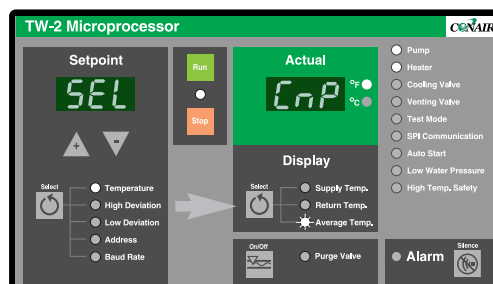 TW-2 Microprocessor
CONAIR
Setpoint
SEL
+
-
Select
Temperature
High Deviation
Low Deviation
Address
Baud Rate
Run
Stop
Actual
CnP
°F
°C
Display
Select
Supply Temp.
Return Temp.
Average Temp.
On/Off
Purge Valve
Pump
Heater
Cooling Valve
Venting Valve
Test Mode
SPI Communication
Auto Start
Low Water Pressure
High Temp. Safety
Alarm
Silence